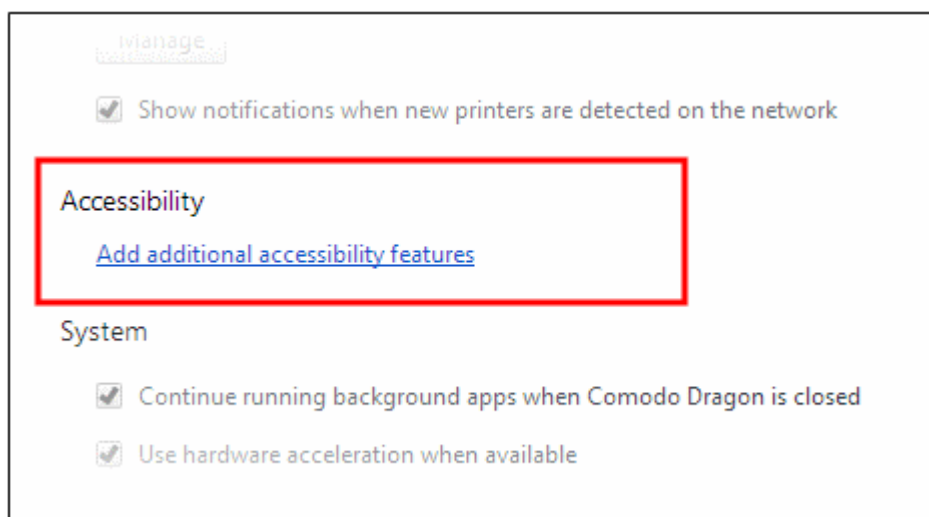 Manage
Show notifications when new printers are detected on the network
Accessibility
Add additional accessibility features
System
Continue running background apps when Comodo Dragon is closed
Use hardware acceleration when available